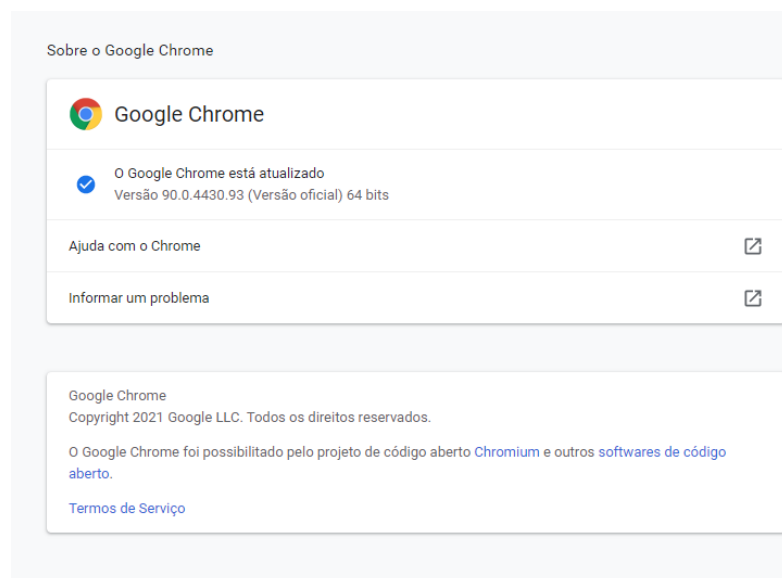 Sobre o Google Chrome
Google Chrome
O Google Chrome está atualizado
Versão 90.0.4430.93 (Versão oficial) 64 bits
Ajuda com o Chrome
Informar um problema
Google Chrome
Copyright 2021 Google LLC. Todos os direitos reservados.
O Google Chrome foi possibilitado pelo projeto de código aberto Chromium e outros softwares de código
aberto.
Termos de Serviço